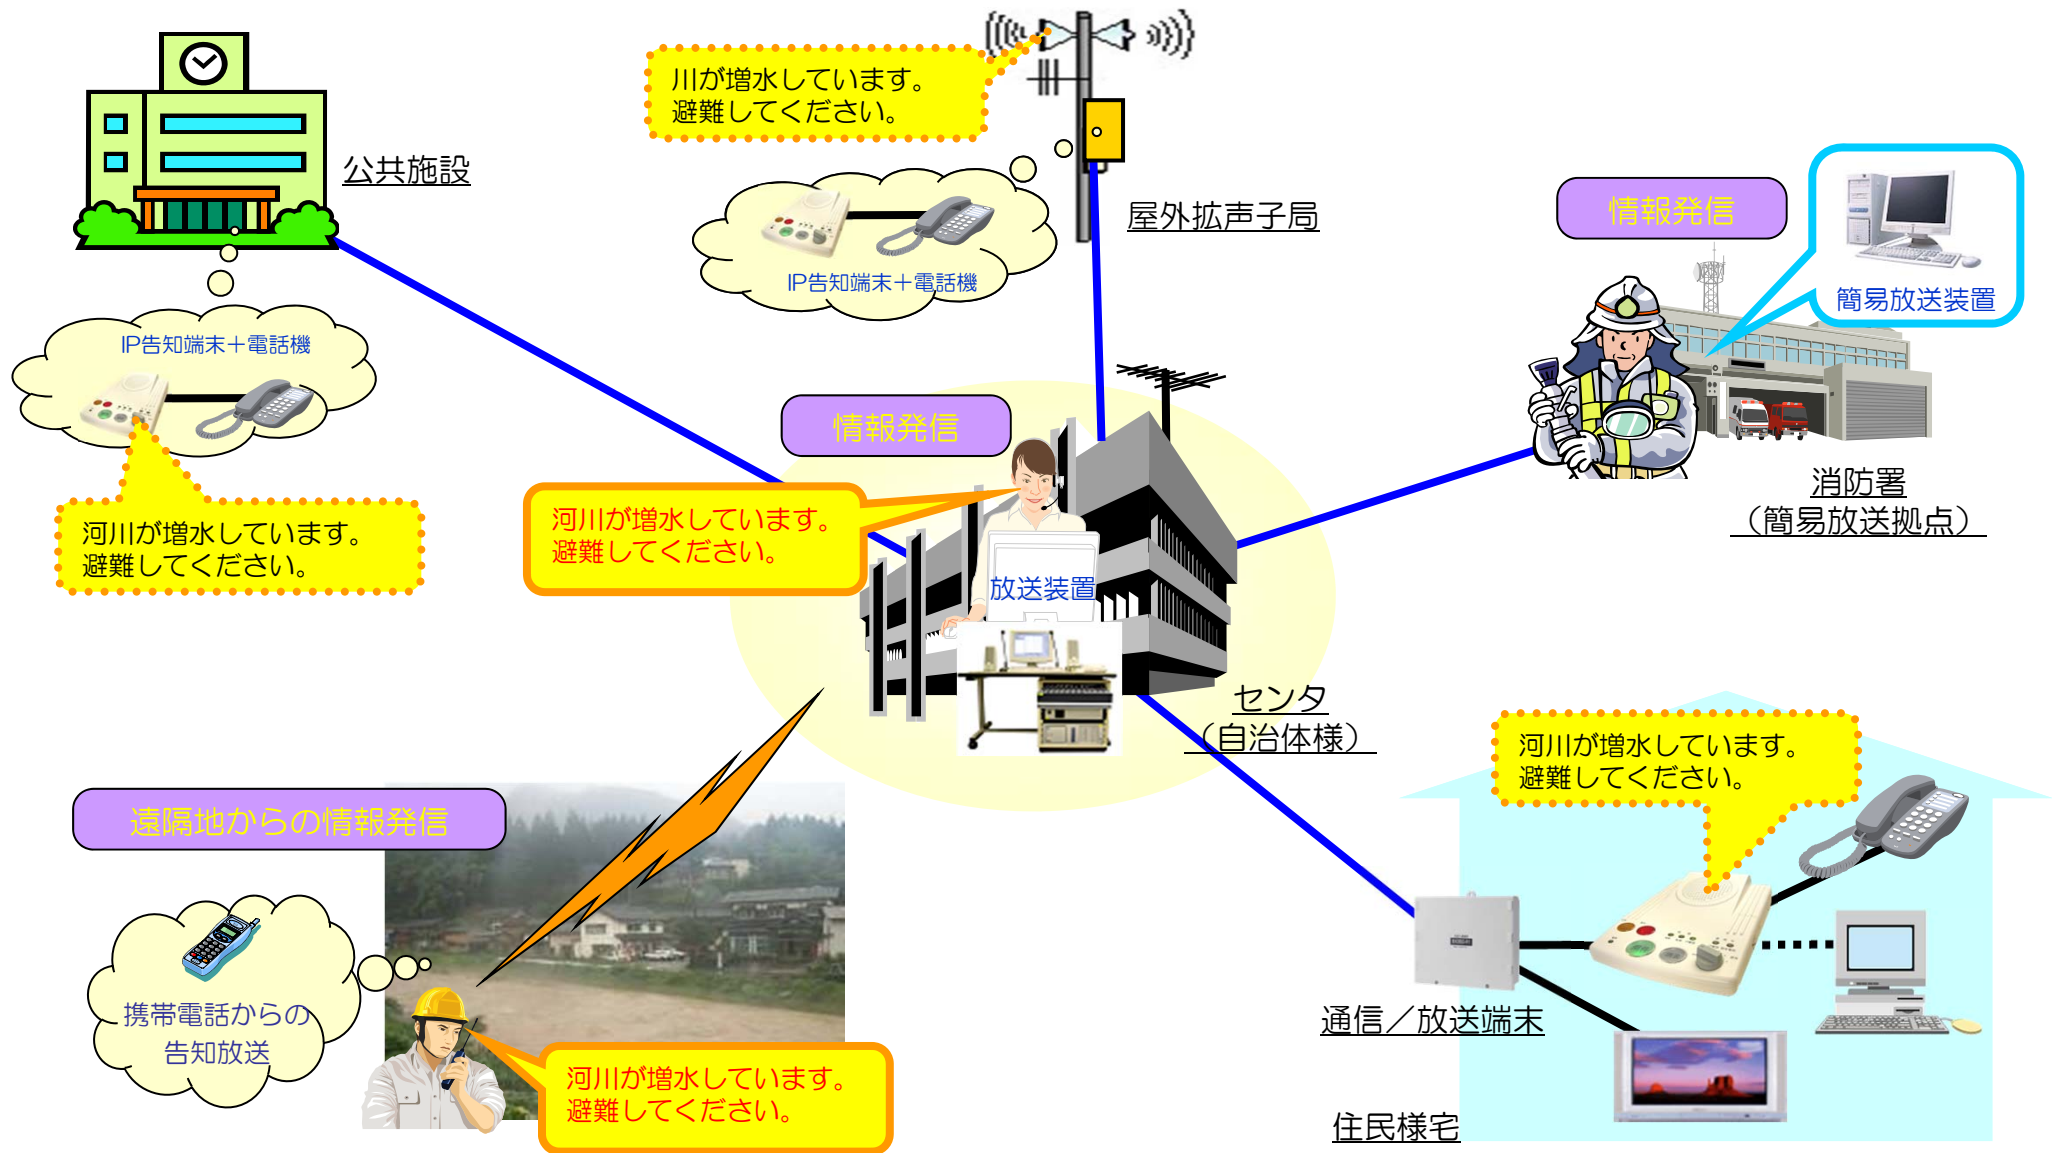 川が増水しています。
避難してください。
公共施設
屋外拡声子局
IP告知端末＋電話機
情報発信
簡易放送装置
消防署
（簡易放送拠点）
IP告知端末＋電話機
河川が増水しています。
避難してください。
情報発信
河川が増水しています。
避難してください。
放送装置
センタ
（自治体様）
遠隔地からの情報発信
携帯電話からの
告知放送
河川が増水しています。
避難してください。
河川が増水しています。
避難してください。
通信／放送端末
住民様宅